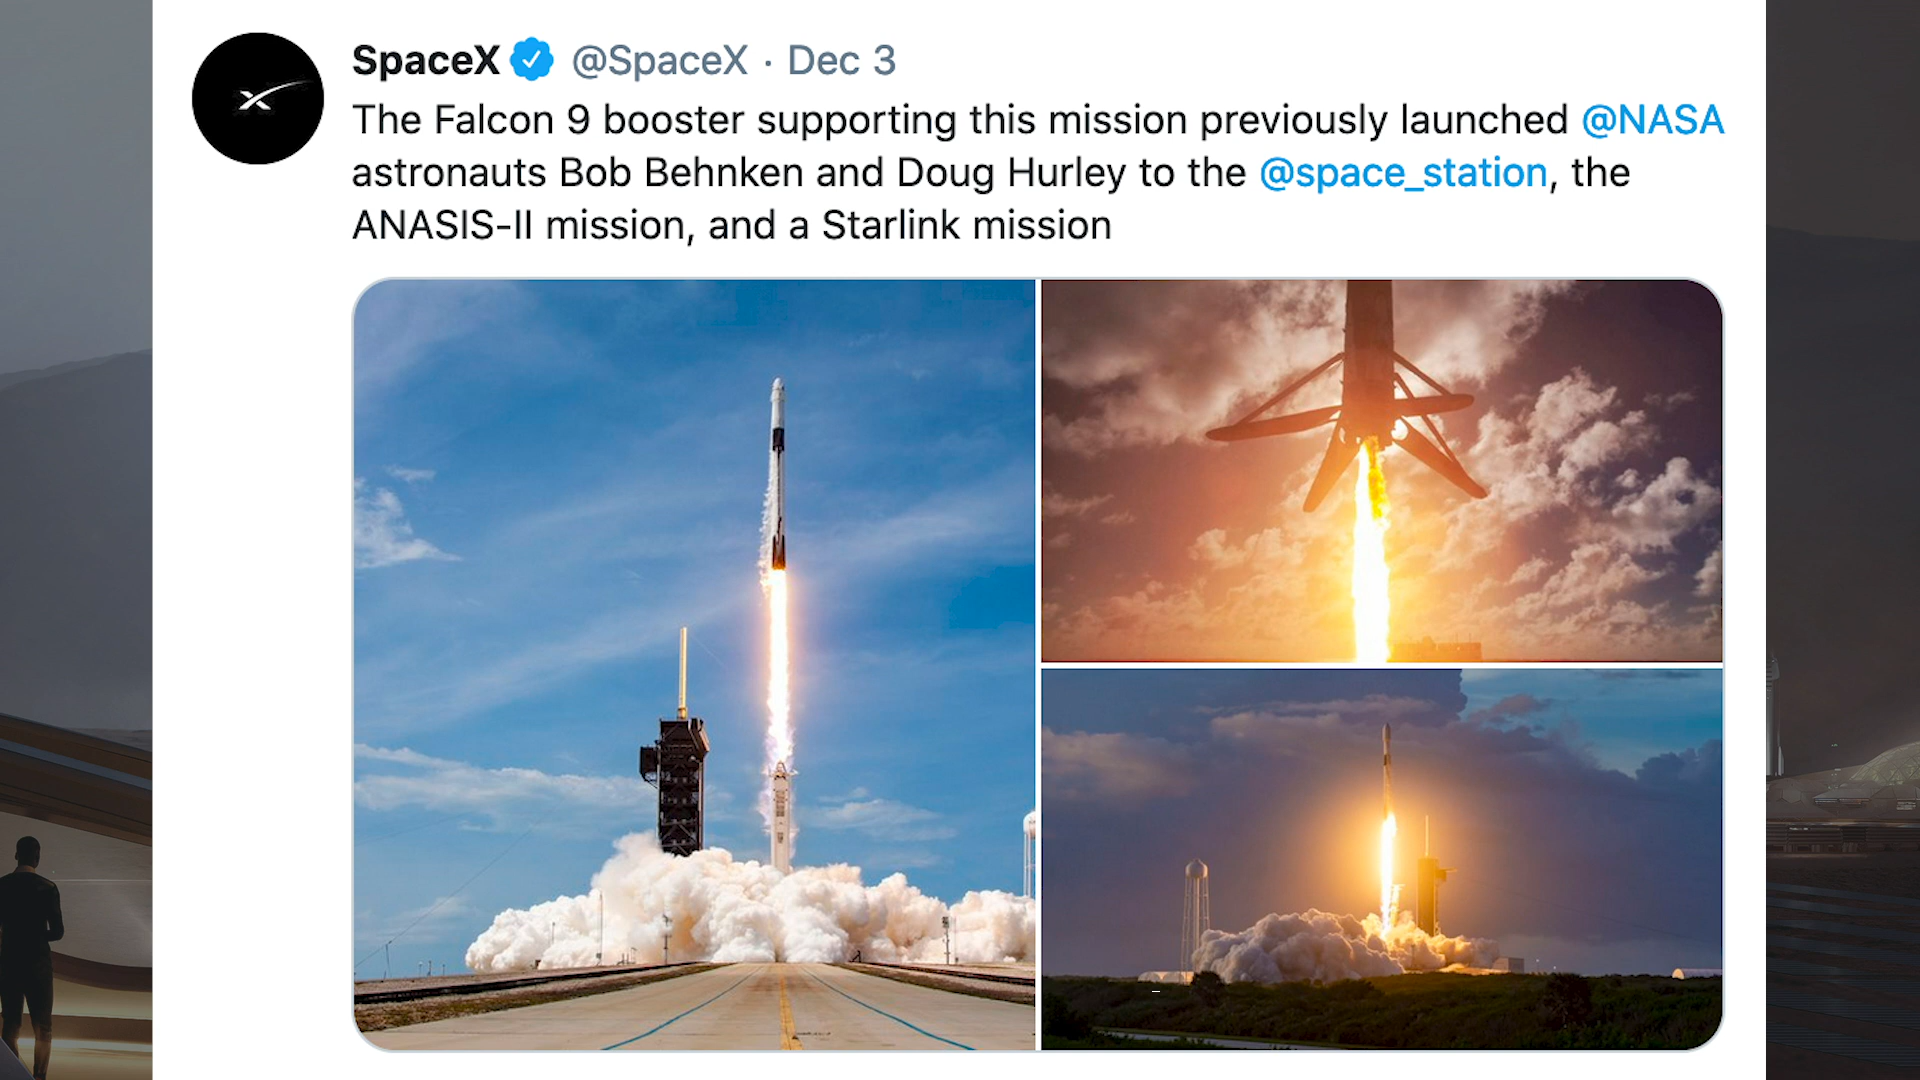 SpaceX @SpaceX · Dec 3
The Falcon 9 booster supporting this mission previously launched @NASA
astronauts Bob Behnken and Doug Hurley to the @space_station, the
ANASIS-II mission, and a Starlink mission